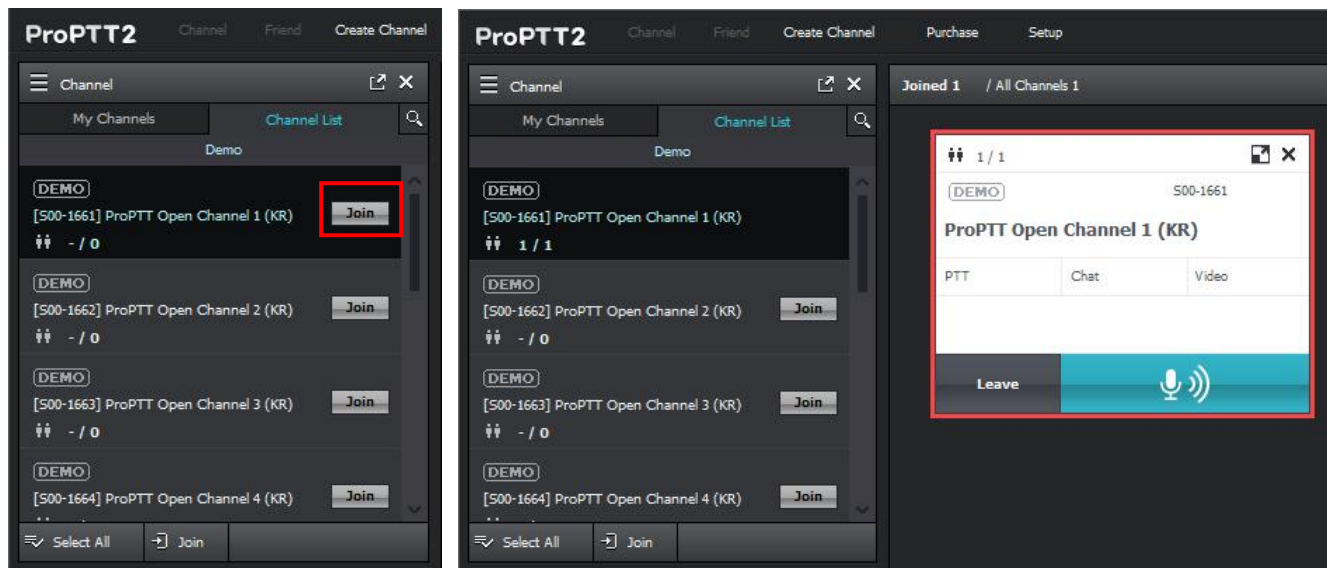 ProPTT2 Channel Friend Create Channel
Channel
My Channels Channel List
Demo
DEMO
[S00-1661] ProPTT Open Channel 1 (KR) Join
- / 0
DEMO
[S00-1662] ProPTT Open Channel 2 (KR) Join
- / 0
DEMO
[S00-1663] ProPTT Open Channel 3 (KR) Join
- / 0
DEMO
[S00-1664] ProPTT Open Channel 4 (KR) Join
Select All Join
ProPTT2 Channel Friend Create Channel Purchase Setup
Channel
My Channels Channel List
Demo
DEMO
[S00-1661] ProPTT Open Channel 1 (KR)
1 / 1
DEMO
[S00-1662] ProPTT Open Channel 2 (KR) Join
- / 0
DEMO
[S00-1663] ProPTT Open Channel 3 (KR) Join
- / 0
DEMO
[S00-1664] ProPTT Open Channel 4 (KR) Join
Select All Join
Joined 1 / All Channels 1
1 / 1
DEMO S00-1661
ProPTT Open Channel 1 (KR)
PTT Chat Video
Leave